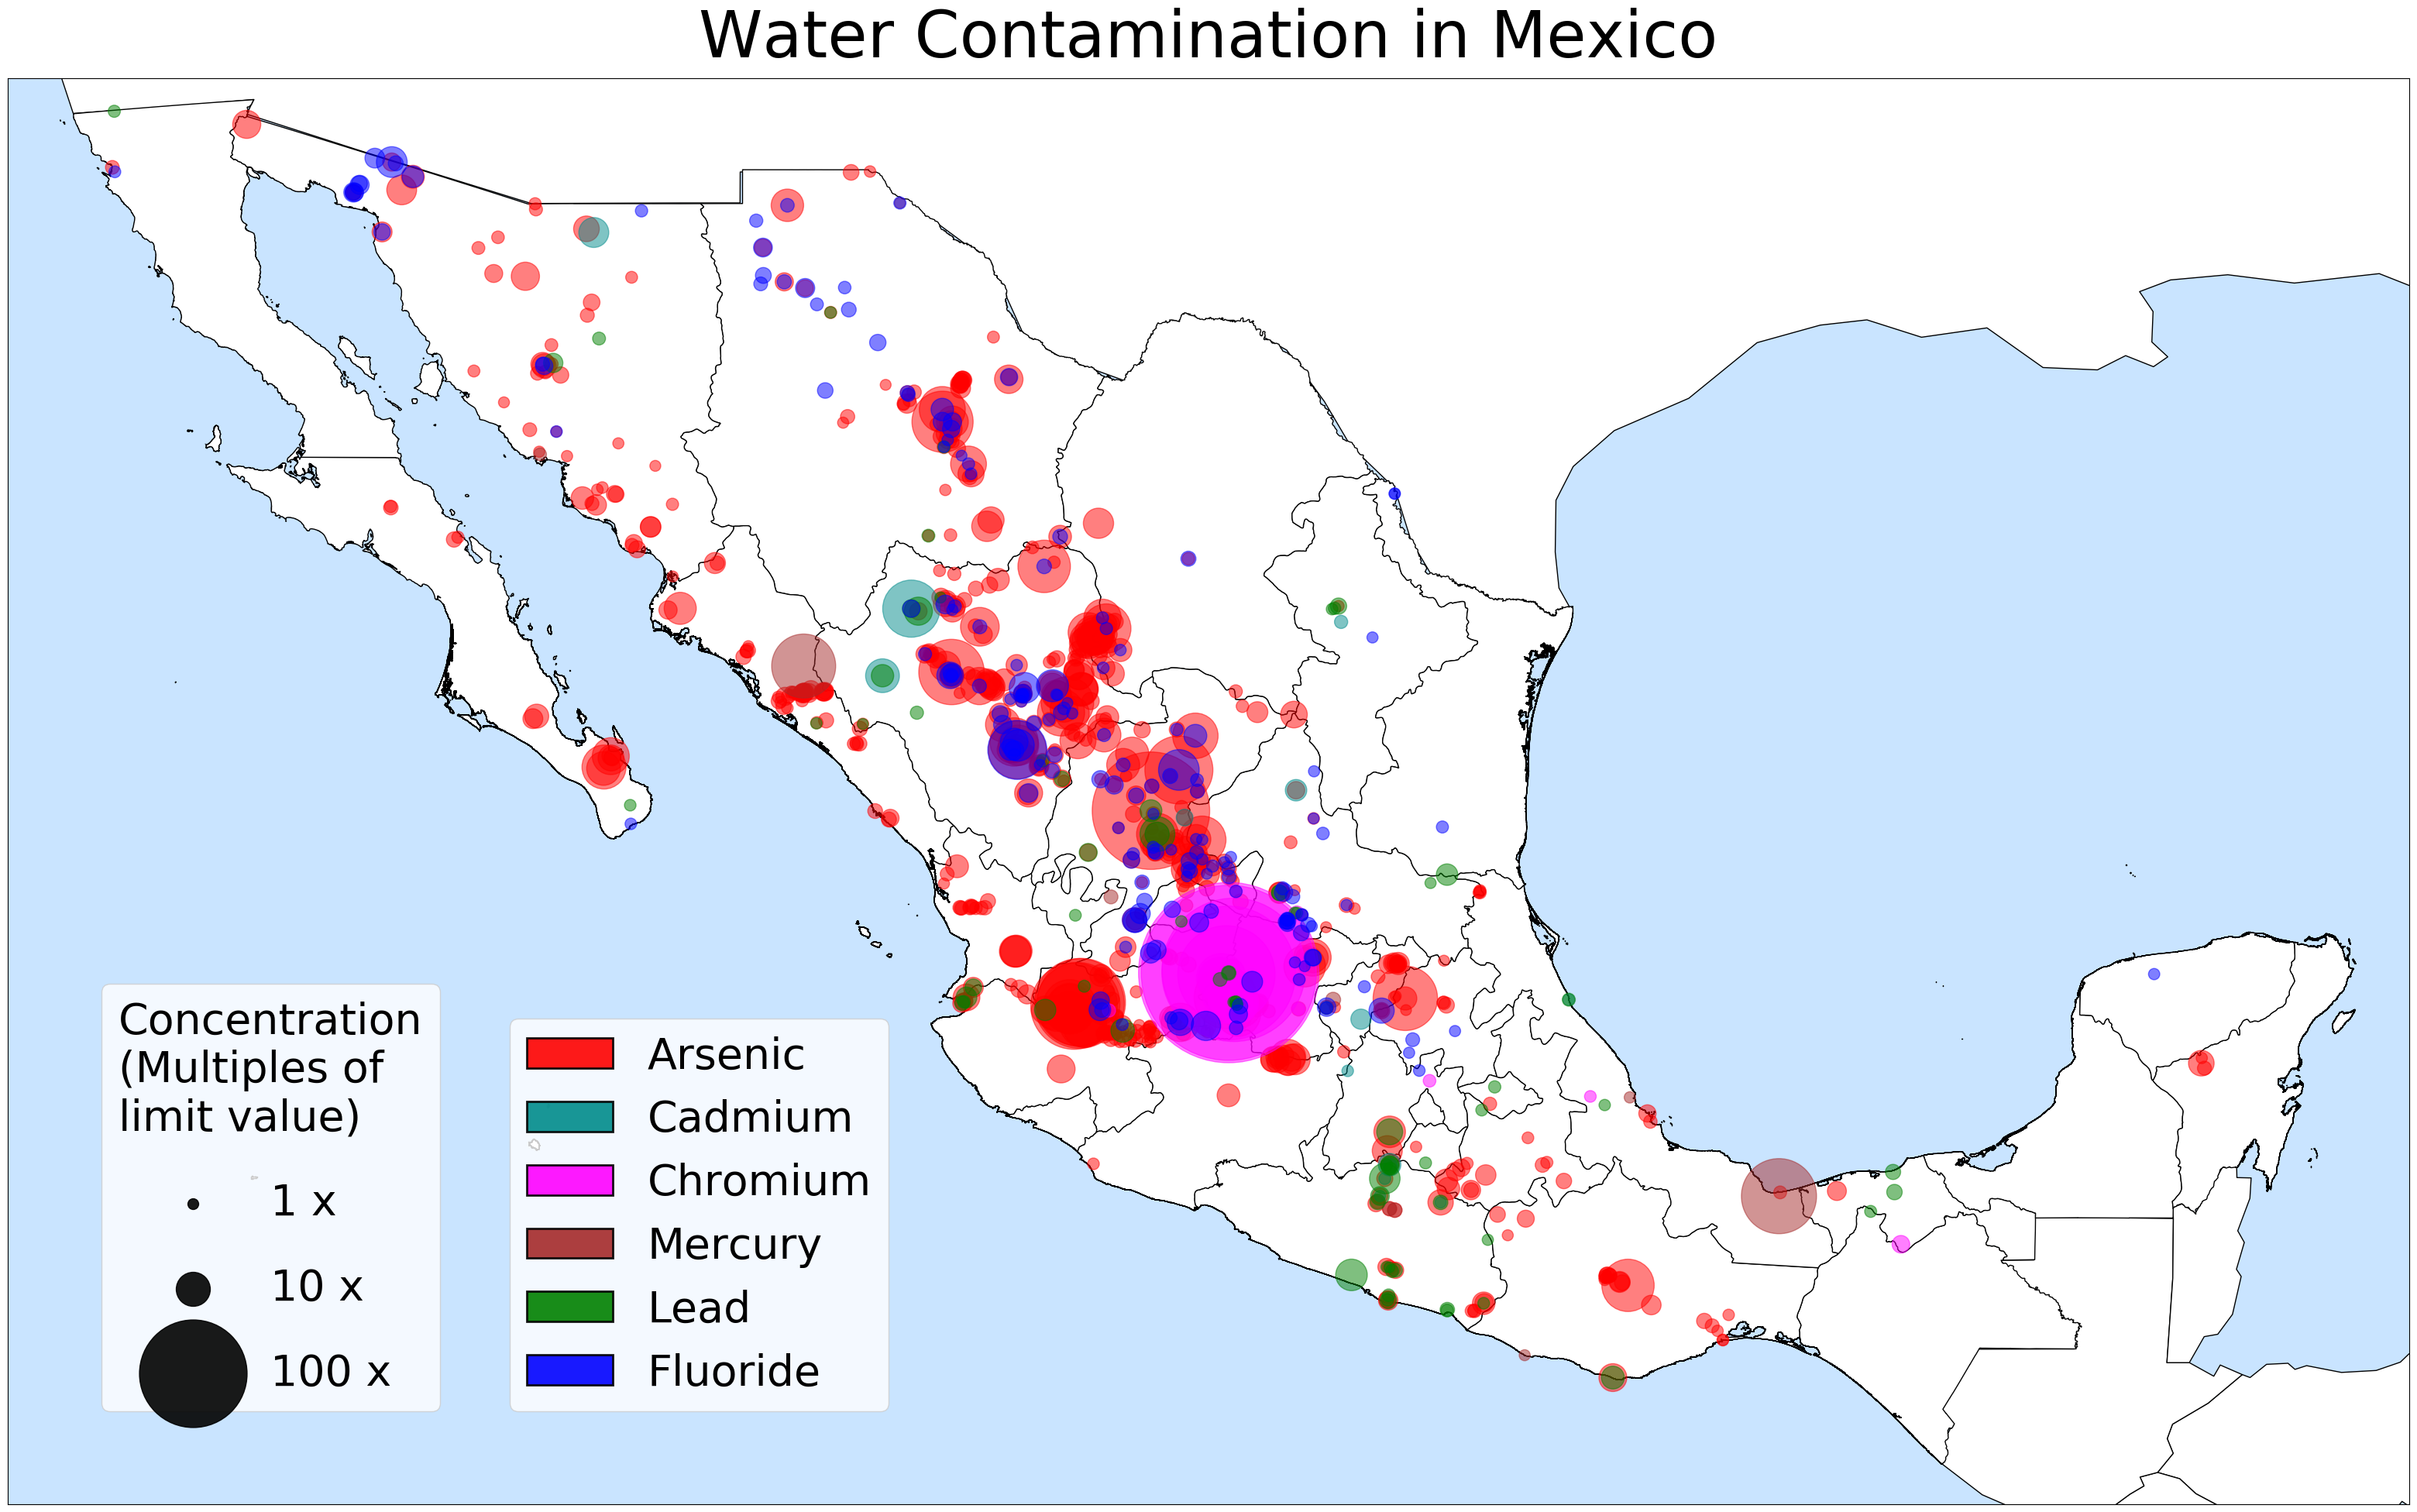 Water Contamination in Mexico
Concentration
(Multiples of
limit value)
1 x
10 x
100 x
Arsenic
Cadmium
Chromium
Mercury
Lead
Fluoride